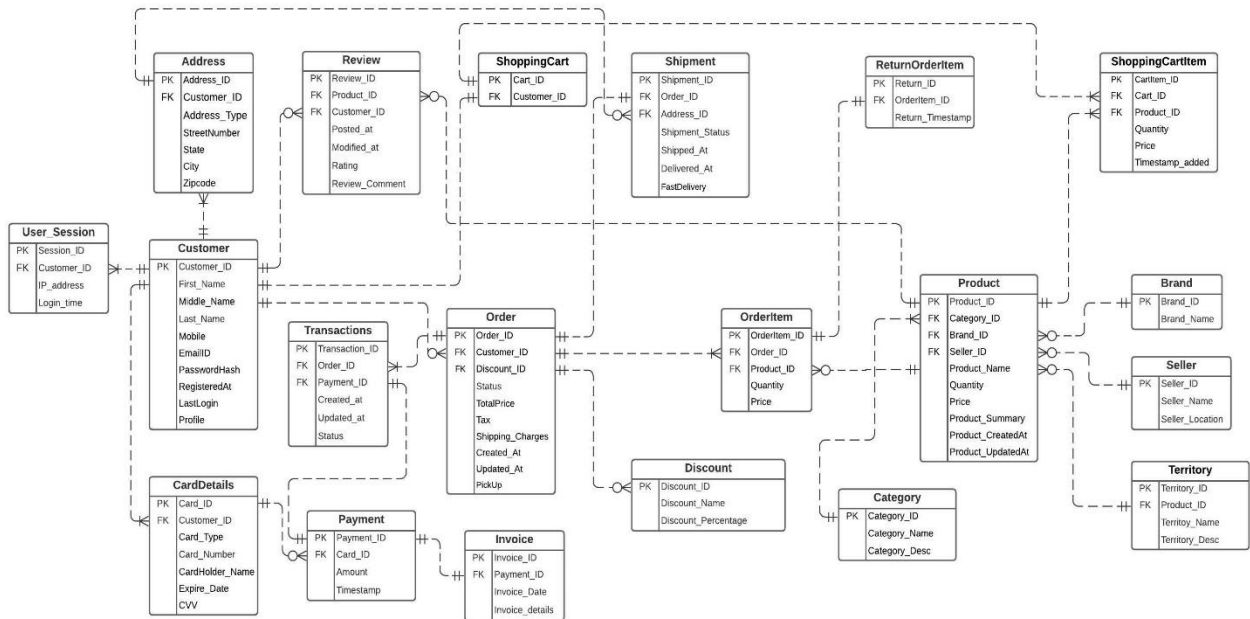 Address
PK Address_ID
FK Customer_ID
Address_Type
StreetNumber
State
City
Zipcode
Review
PK Review_ID
FK Product_ID
FK Customer_ID
Posted_at
Modified_at
Rating
Review_Comment
ShoppingCart
PK Cart_ID
FK Customer_ID
Shipment
PK Shipment_ID
FK Order_ID
FK Address_ID
Shipment_Status
Shipped_At
Delivered_At
FastDelivery
ReturnOrderItem
PK Return_ID
FK OrderItem_ID
Return_Timestamp
ShoppingCartItem
PK CartItem_ID
FK Cart_ID
FK Product_ID
Quantity
Price
Timestamp_added
User_Session
PK Session_ID
FK Customer_ID
IP_address
Login_time
Customer
PK Customer_ID
First_Name
Middle_Name
Last_Name
Mobile
EmailID
PasswordHash
RegisteredAt
LastLogin
Profile
Transactions
PK Transaction_ID
FK Order_ID
FK Payment_ID
Created_at
Updated_at
Status
Order
PK Order_ID
FK Customer_ID
FK Discount_ID
Status
TotalPrice
Tax
Shipping_Charges
Created_At
Updated_At
PickUp
OrderItem
PK OrderItem_ID
FK Order_ID
FK Product_ID
Quantity
Price
Product
PK Product_ID
FK Category_ID
FK Brand_ID
FK Seller_ID
Product_Name
Quantity
Price
Product_Summary
Product_CreatedAt
Product_UpdatedAt
Brand
PK Brand_ID
Brand_Name
Seller
PK Seller_ID
Seller_Name
Seller_Location
Territory
PK Territory_ID
FK Product_ID
Territoy_Name
Territory_Desc
CardDetails
PK Card_ID
FK Customer_ID
Card_Type
Card_Number
CardHolder_Name
Expire_Date
CVV
Payment
PK Payment_ID
FK Card_ID
Amount
Timestamp
Invoice
PK Invoice_ID
FK Payment_ID
Invoice_Date
Invoice_details
Discount
PK Discount_ID
Discount_Name
Discount_Percentage
Category
PK Category_ID
Category_Name
Category_Desc